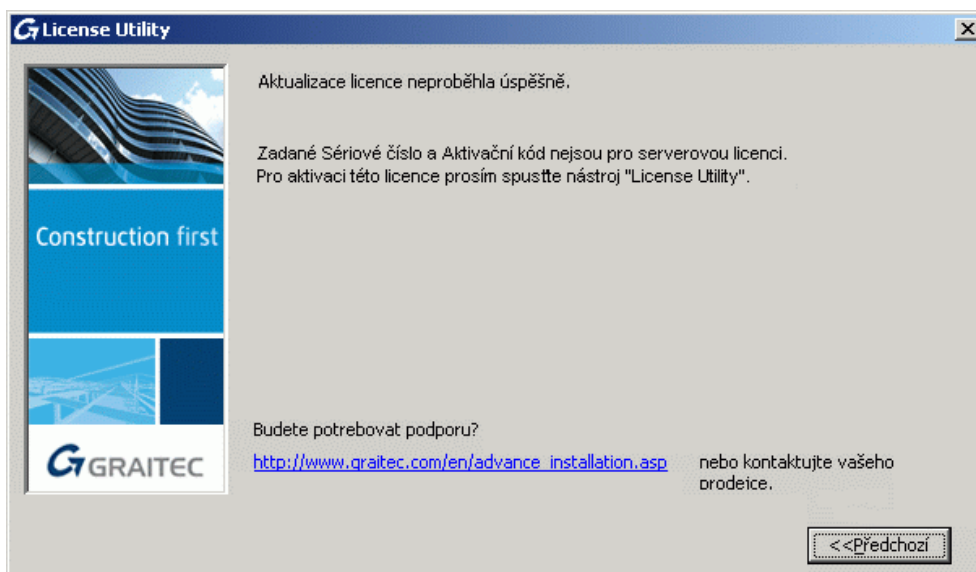 License Utility
Aktualizace licence neproběhla úspěšně.
Zadané Sériové číslo a Aktivační kód nejsou pro serverovou licenci.
Pro aktivaci této licence prosím spusťte nástroj "License Utility".
Construction first
GRAITEC
Budete potrebovat podporu?
http://www.graitec.com/en/advance_installation.asp nebo kontaktujte vašeho
prodejce.
<<Předchozí